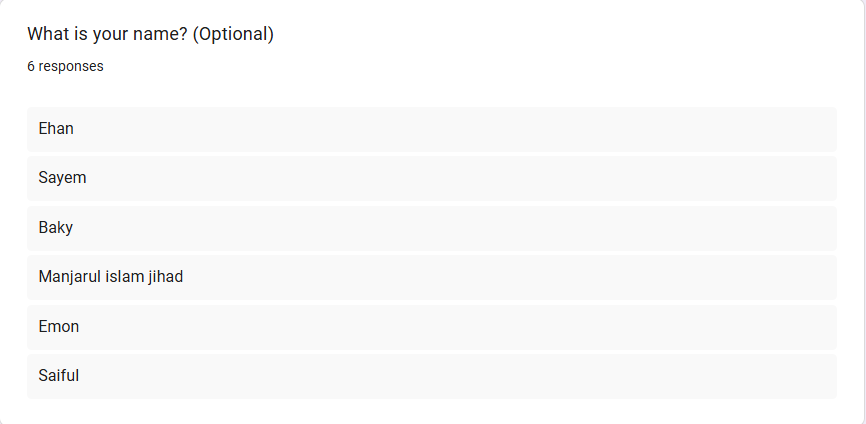 What is your name? (Optional)
6 responses
Ehan
Sayem
Baky
Manjarul islam jihad
Emon
Saiful